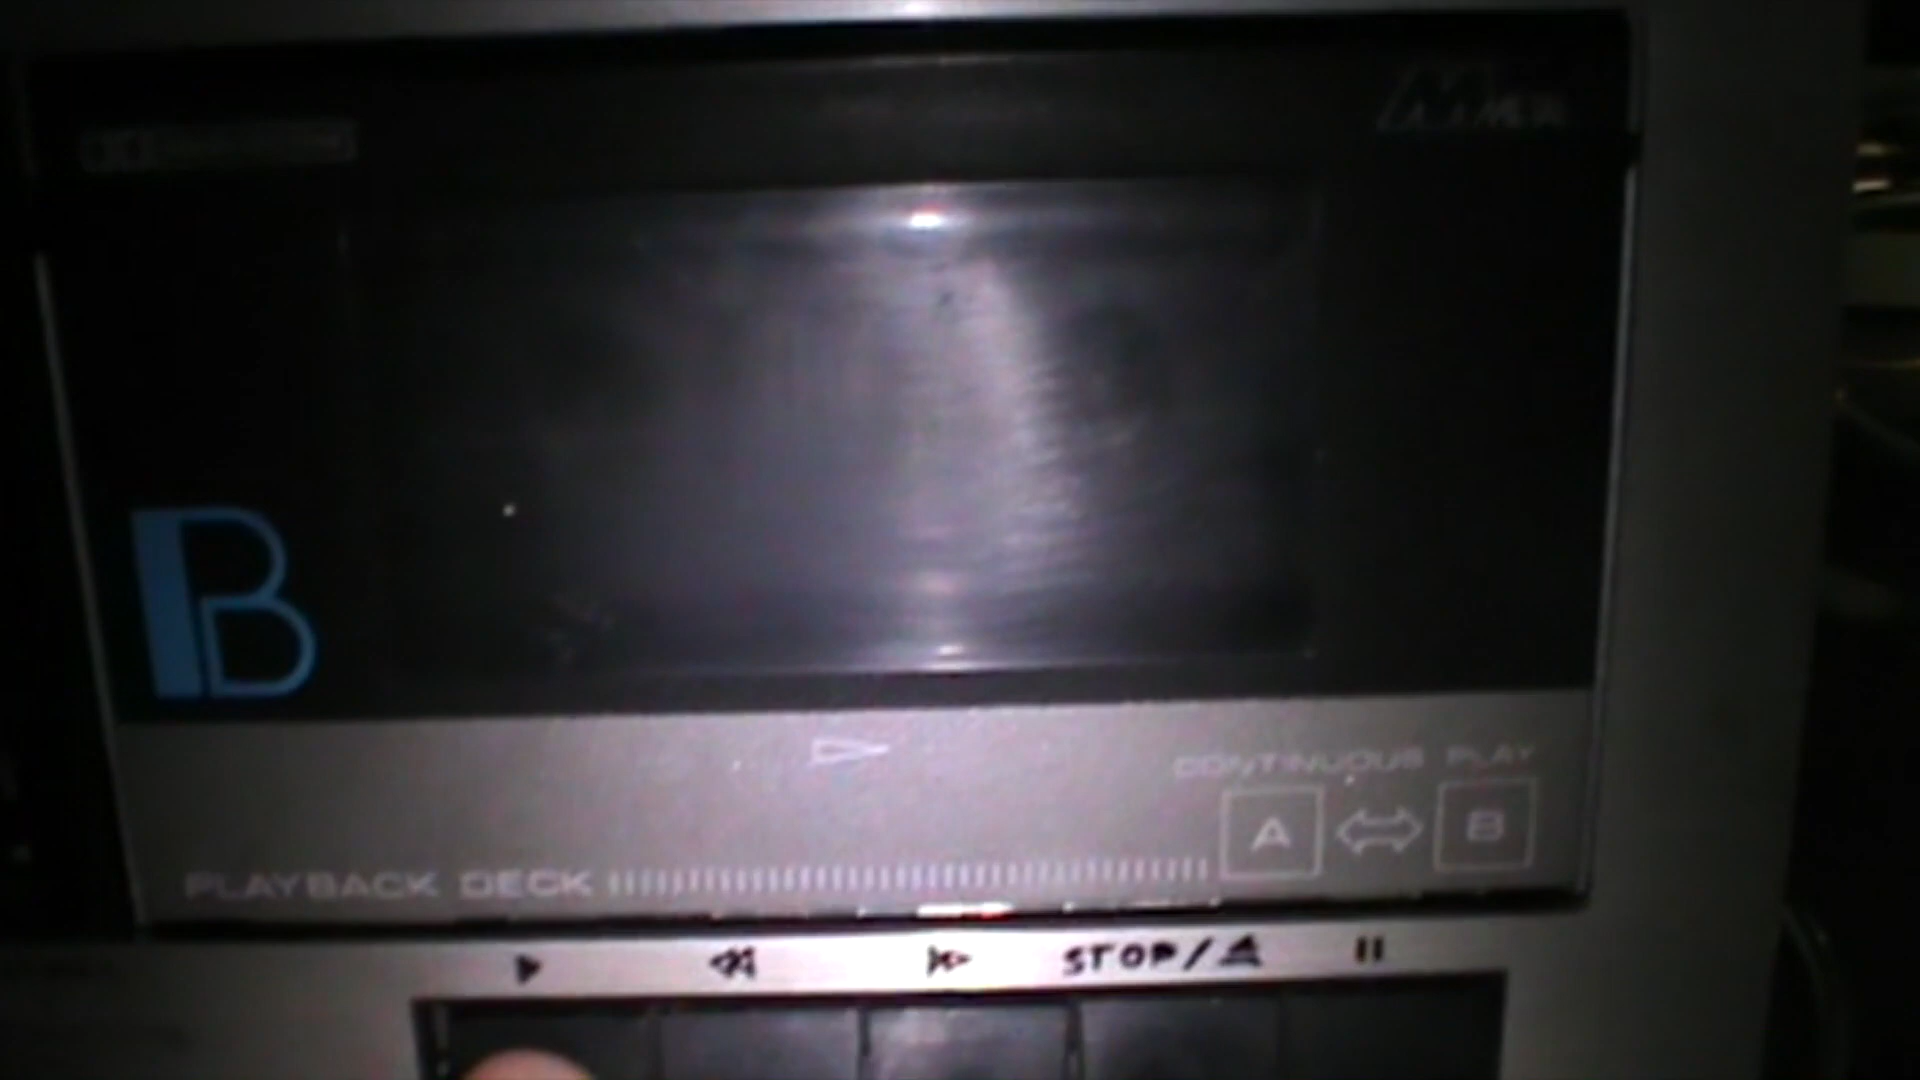 B
CONTINUOUS PLAY
A B
PLAYBACK DECK
STOP/